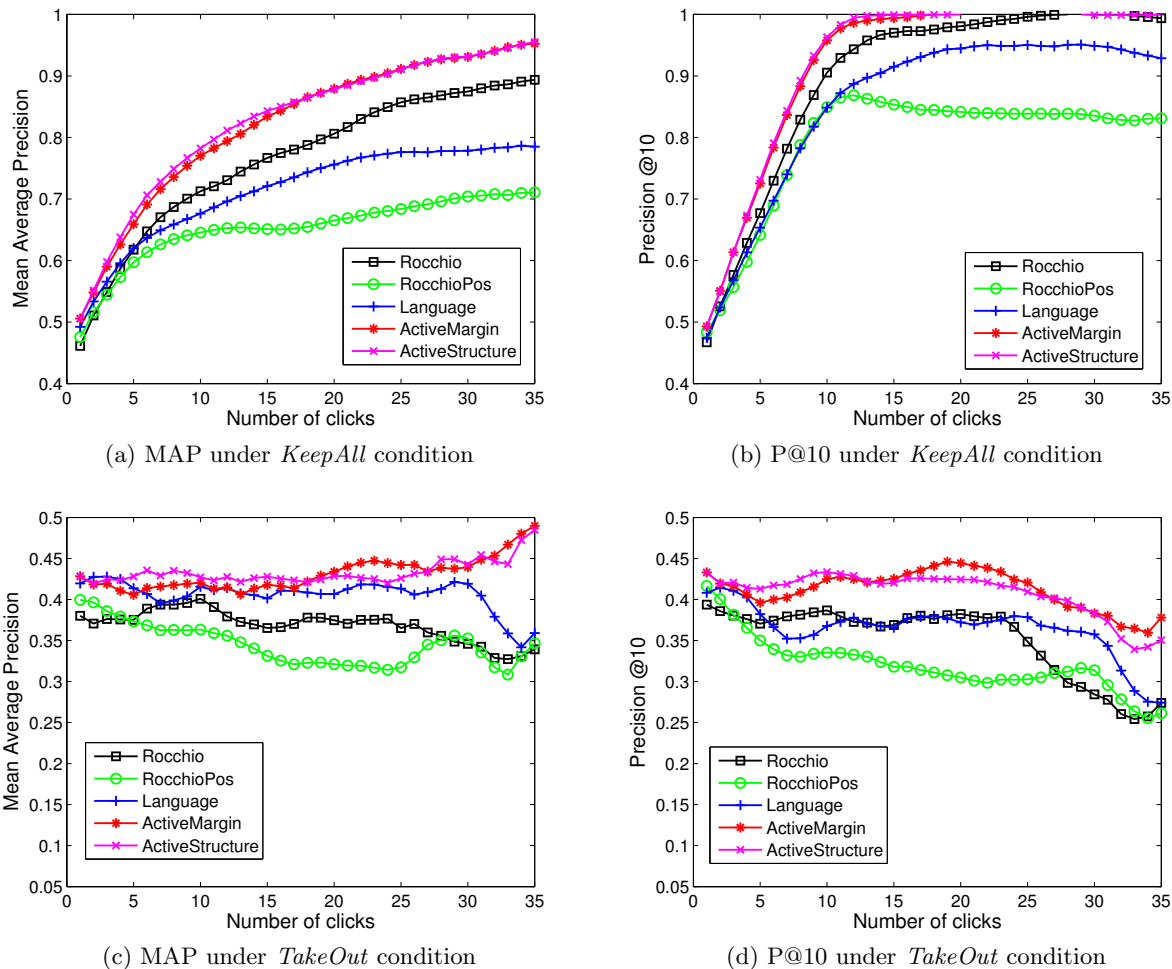 1
0.9
0.8
0.7
0.6
0.5
0.4
Mean Average Precision
Rocchio
RocchioPos
Language
ActiveMargin
ActiveStructure
0 5 10 15 20 25 30 35
Number of clicks
(a) MAP under KeepAll condition
1
0.9
0.8
0.7
0.6
0.5
0.4
Precision @10
Rocchio
RocchioPos
Language
ActiveMargin
ActiveStructure
0 5 10 15 20 25 30 35
Number of clicks
(b) P@10 under KeepAll condition
0.5
0.45
0.4
0.35
0.3
0.25
0.2
0.15
0.1
0.05
Mean Average Precision
Rocchio
RocchioPos
Language
ActiveMargin
ActiveStructure
0 5 10 15 20 25 30 35
Number of clicks
(c) MAP under TakeOut condition
0.5
0.45
0.4
0.35
0.3
0.25
0.2
0.15
0.1
0.05
Precision @10
Rocchio
RocchioPos
Language
ActiveMargin
ActiveStructure
0 5 10 15 20 25 30 35
Number of clicks
(d) P@10 under TakeOut condition